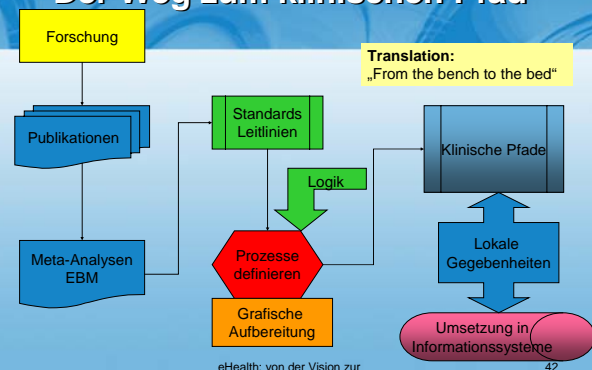 Der Weg zum klinischen Pfad
Forschung
Translation:
„From the bench to the bed“
Publikationen
Standards
Leitlinien
Klinische Pfade
Logik
Meta-Analysen
EBM
Prozesse
definieren
Lokale
Gegebenheiten
Grafische
Aufbereitung
Umsetzung in
Informationssysteme
eHealth: von der Vision zur
42